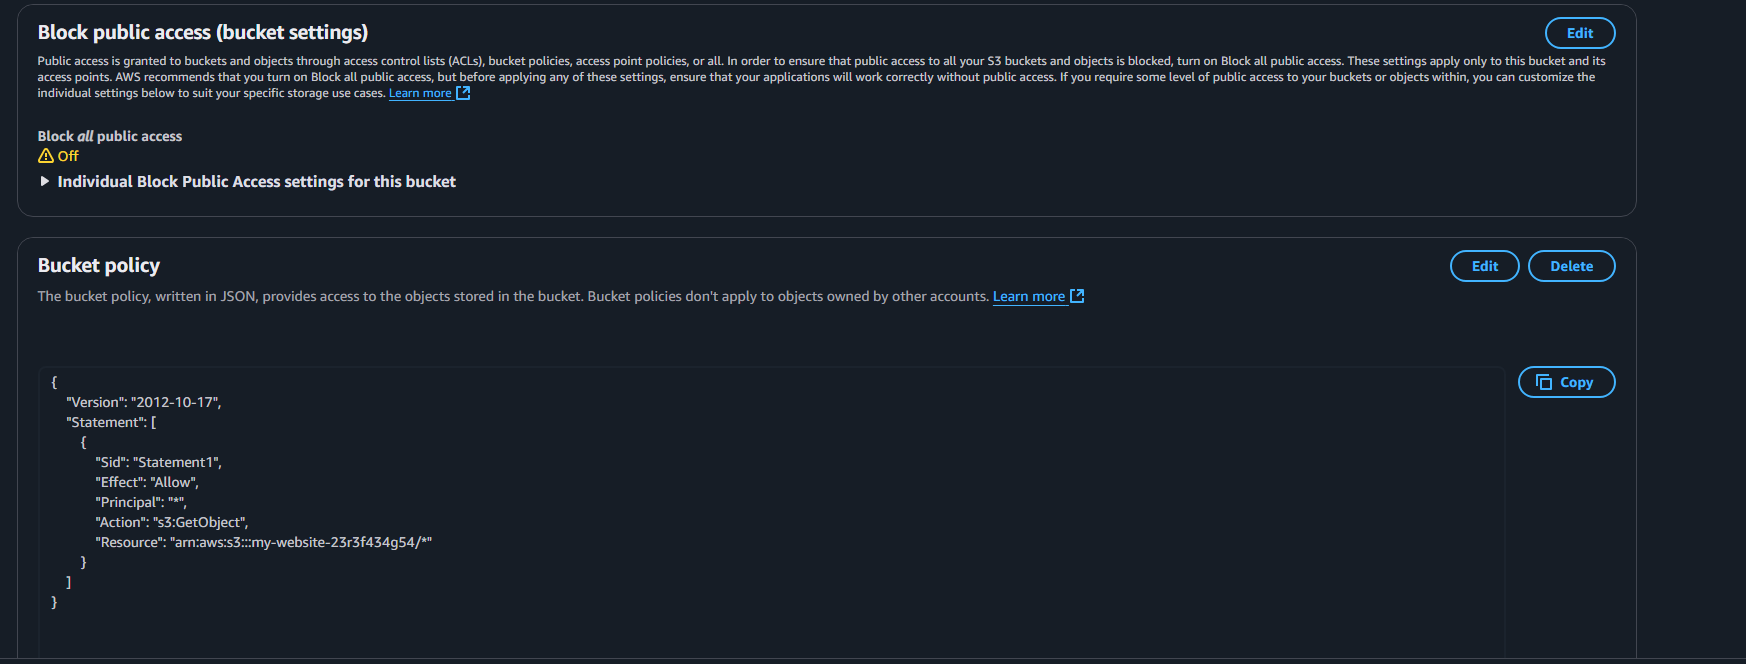 Block public access (bucket settings)
Edit
Public access is granted to buckets and objects through access control lists (ACLs), bucket policies, access point policies, or all. In order to ensure that public access to all your S3 buckets and objects is blocked, turn on Block all public access. These settings apply only to this bucket and its
access points. AWS recommends that you turn on Block all public access, but before applying any of these settings, ensure that your applications will work correctly without public access. If you require some level of public access to your buckets or objects within, you can customize the
individual settings below to suit your specific storage use cases. Learn more
Block all public access
Off
Individual Block Public Access settings for this bucket
Bucket policy
Edit
Delete
The bucket policy, written in JSON, provides access to the objects stored in the bucket. Bucket policies don't apply to objects owned by other accounts. Learn more
Copy
{
"Version": "2012-10-17",
"Statement": [
{
"Sid": "Statement1",
"Effect": "Allow",
"Principal": "*",
"Action": "s3:GetObject",
"Resource": "arn:aws:s3:::my-website-23r3f434g54/*"
}
]
}